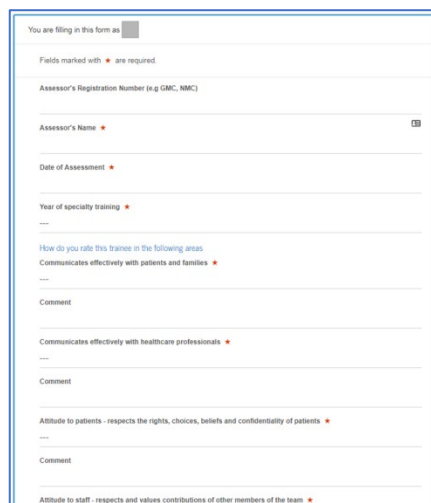 You are filling in this form as
Fields marked with ★ are required.
Assessor's Registration Number (e.g GMC, NMC)
Assessor's Name ★
Date of Assessment ★
Year of specialty training ★
---
How do you rate this trainee in the following areas
Communicates effectively with patients and families ★
---
Comment
Communicates effectively with healthcare professionals ★
---
Comment
Attitude to patients - respects the rights, choices, beliefs and confidentiality of patients ★
---
Comment
Attitude to staff - respects and values contributions of other members of the team ★